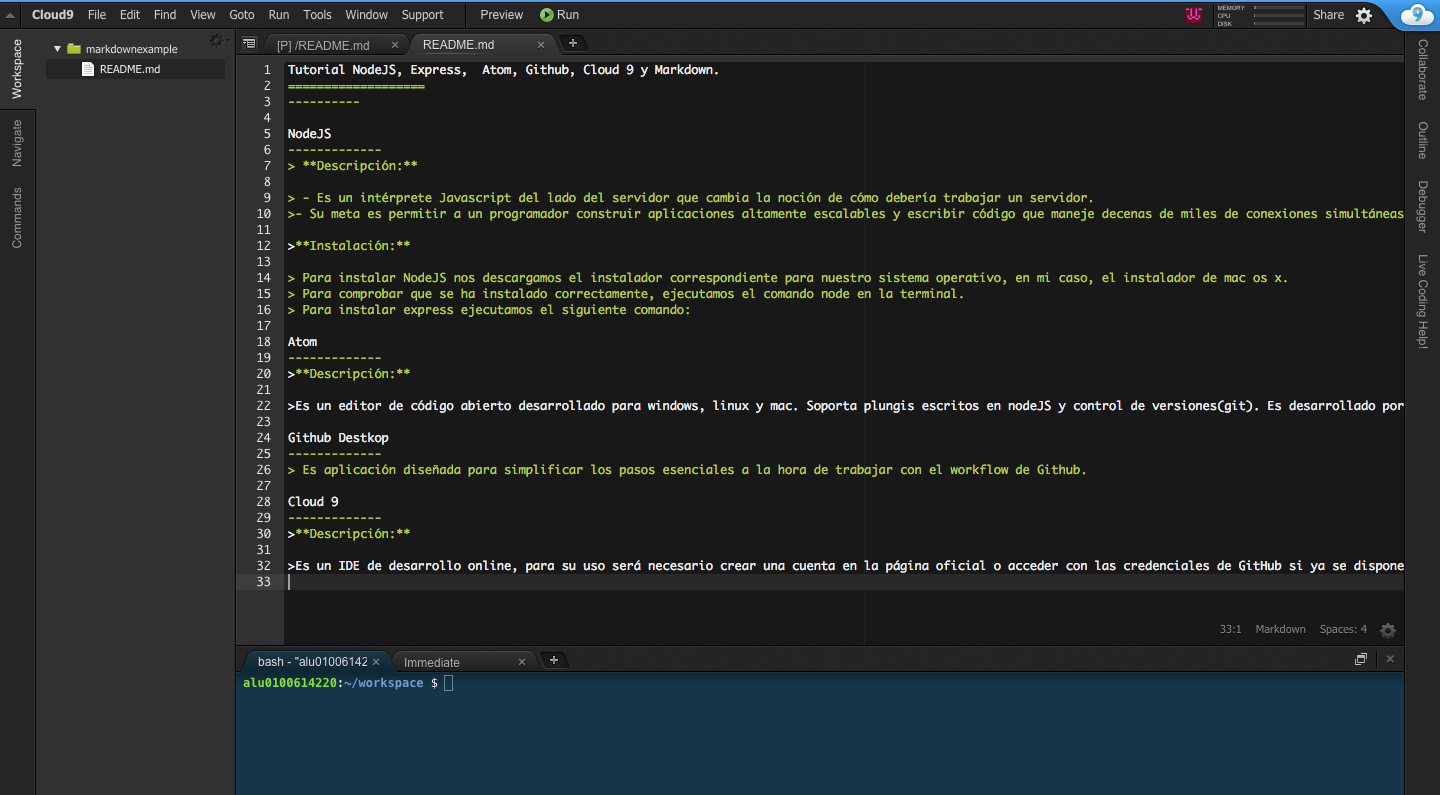 Cloud9 File Edit Find View Goto Run Tools Window Support Preview Run MEMORY CPU DISK Share 9
Workspace
Navigate
Commands
markdownexample
README.md
[P] /README.md × README.md × +
1 Tutorial NodeJS, Express,  Atom, Github, Cloud 9 y Markdown.
2 ===================
3 ----------
4
5 NodeJS
6 -------------
7 > **Descripción:**
8
9 > - Es un intérprete Javascript del lado del servidor que cambia la noción de cómo debería trabajar un servidor.
10 >- Su meta es permitir a un programador construir aplicaciones altamente escalables y escribir código que maneje decenas de miles de conexiones simultáneas
11
12 >**Instalación:**
13
14 > Para instalar NodeJS nos descargamos el instalador correspondiente para nuestro sistema operativo, en mi caso, el instalador de mac os x.
15 > Para comprobar que se ha instalado correctamente, ejecutamos el comando node en la terminal.
16 > Para instalar express ejecutamos el siguiente comando:
17
18 Atom
19 -------------
20 >**Descripción:**
21
22 >Es un editor de código abierto desarrollado para windows, linux y mac. Soporta plungis escritos en nodeJS y control de versiones(git). Es desarrollado por
23
24 Github Destkop
25 -------------
26 > Es aplicación diseñada para simplificar los pasos esenciales a la hora de trabajar con el workflow de Github.
27
28 Cloud 9
29 -------------
30 >**Descripción:**
31
32 >Es un IDE de desarrollo online, para su uso será necesario crear una cuenta en la página oficial o acceder con las credenciales de GitHub si ya se dispone
33
33:1 Markdown Spaces: 4
bash - "alu01006142 × Immediate × +
alu0100614220:~/workspace $
Collaborate
Outline
Debugger
Live Coding Help!